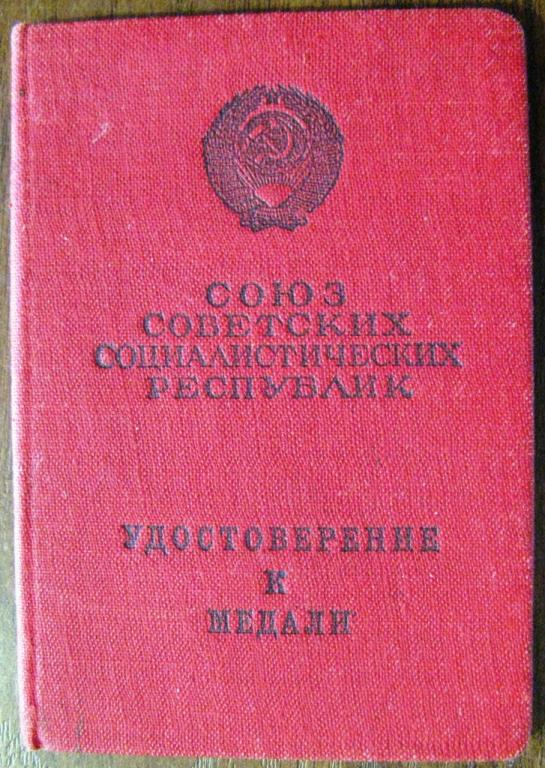 СОЮЗ
СОВЕТСКИХ
СОЦИАЛИСТИЧЕСКИХ
РЕСПУБЛИК
УДОСТОВЕРЕНИЕ
К
МЕДАЛИ